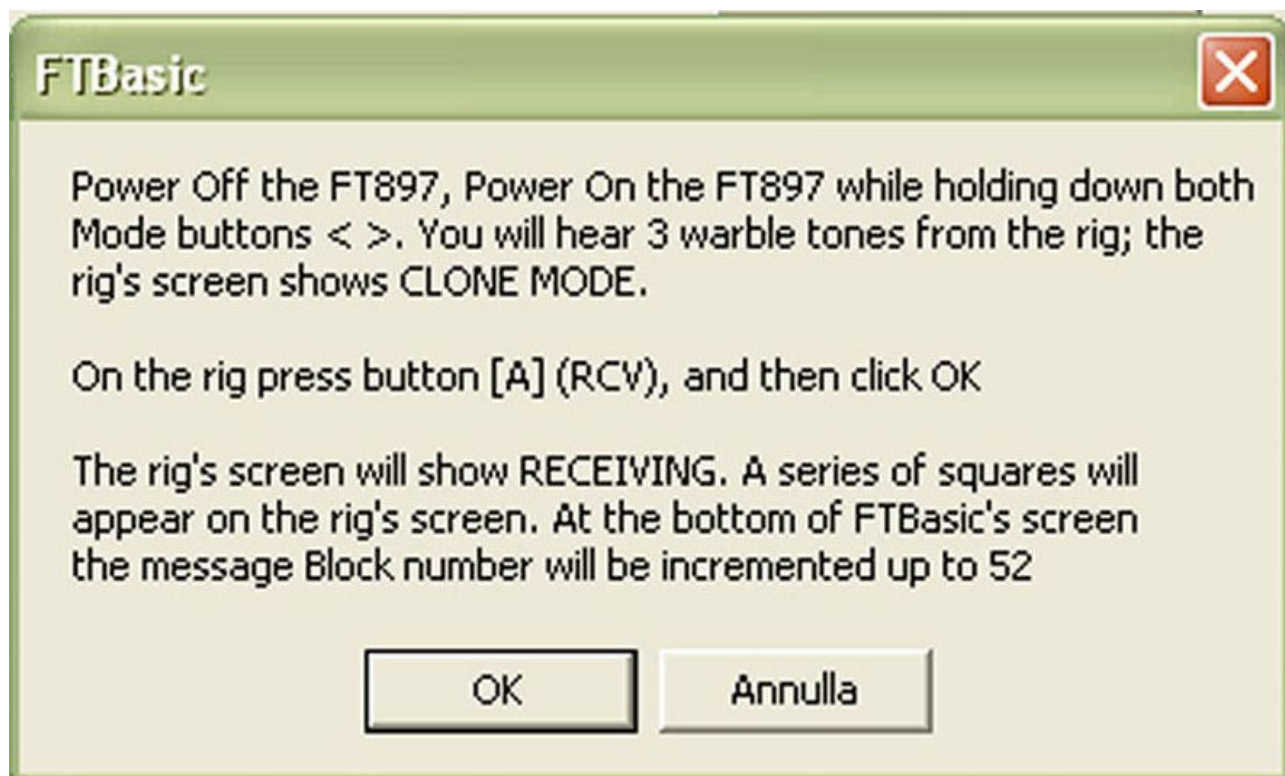 FTBasic
Power Off the FT897, Power On the FT897 while holding down both
Mode buttons < >. You will hear 3 warble tones from the rig; the
rig's screen shows CLONE MODE.
On the rig press button [A] (RCV), and then click OK
The rig's screen will show RECEIVING. A series of squares will
appear on the rig's screen. At the bottom of FTBasic's screen
the message Block number will be incremented up to 52
OK
Annulla